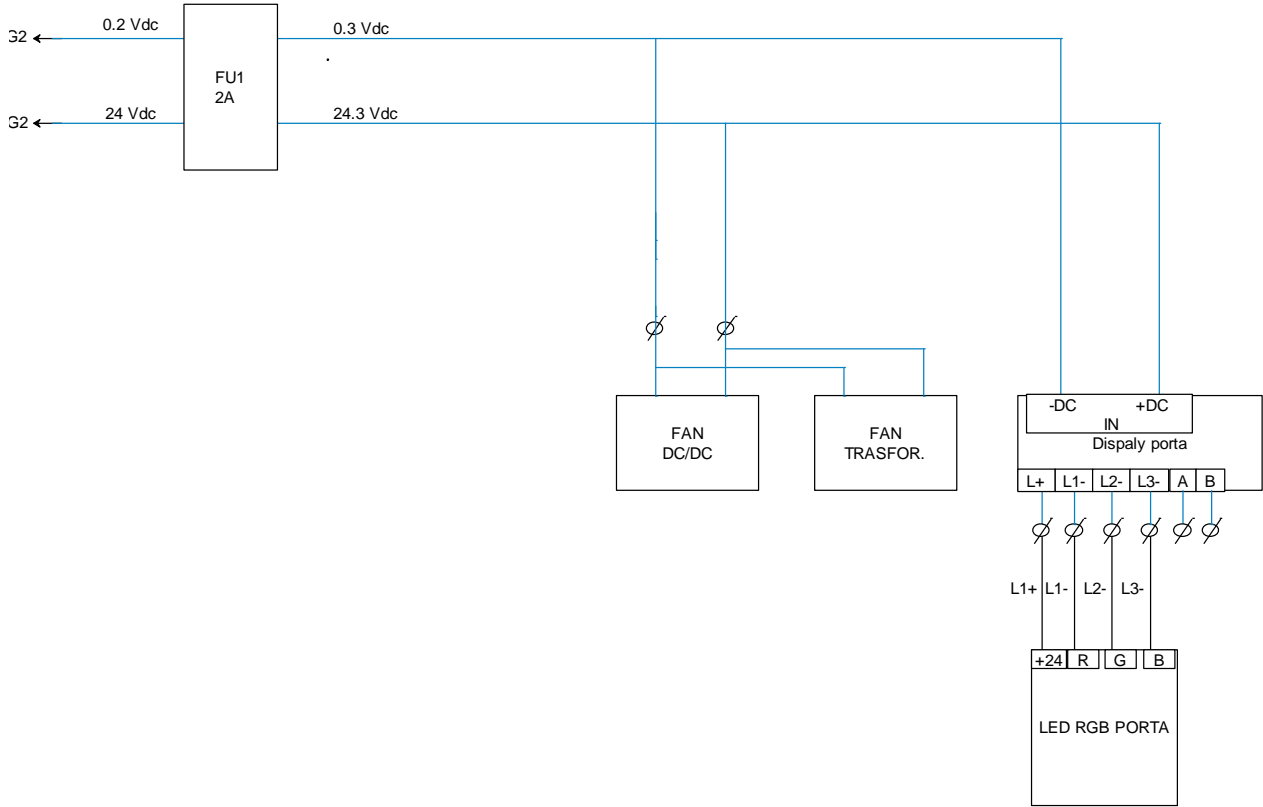 0.2 Vdc
0.3 Vdc
G2
FU1
2A
24 Vdc
24.3 Vdc
G2
-DC
+DC
IN
Dispaly porta
FAN
DC/DC
FAN
TRASFOR.
L+ L1- L2- L3- A B
L1+ L1- L2- L3-
+24 R G B
LED RGB PORTA